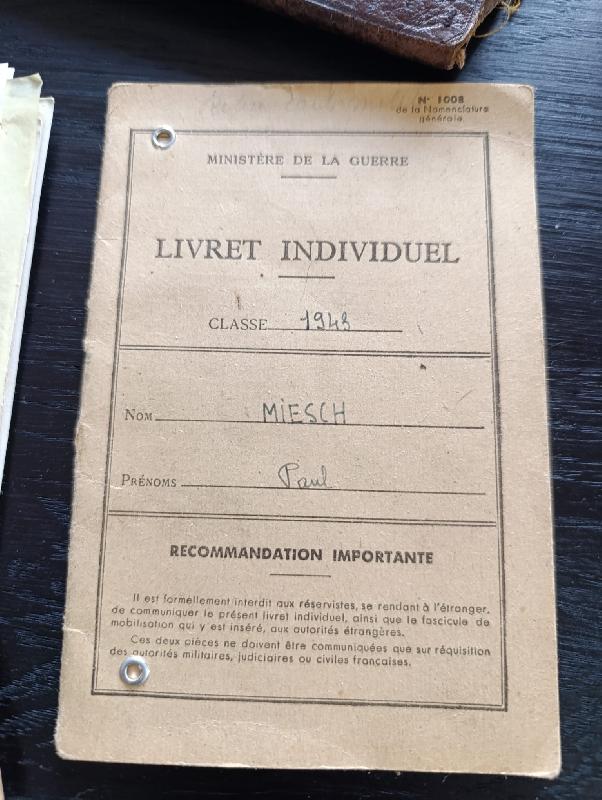 N° 1008
de la Nomenclature
générale.
MINISTÈRE DE LA GUERRE
LIVRET INDIVIDUEL
CLASSE 1943
NOM MIESCH
PRÉNOMS Paul
RECOMMANDATION IMPORTANTE
Il est formellement interdit aux réservistes, se rendant à l'étranger,
de communiquer le présent livret individuel, ainsi que le fascicule de
mobilisation qui y est inséré, aux autorités étrangères.
Ces deux pièces ne doivent être communiquées que sur réquisition
des autorités militaires, judiciaires ou civiles françaises.